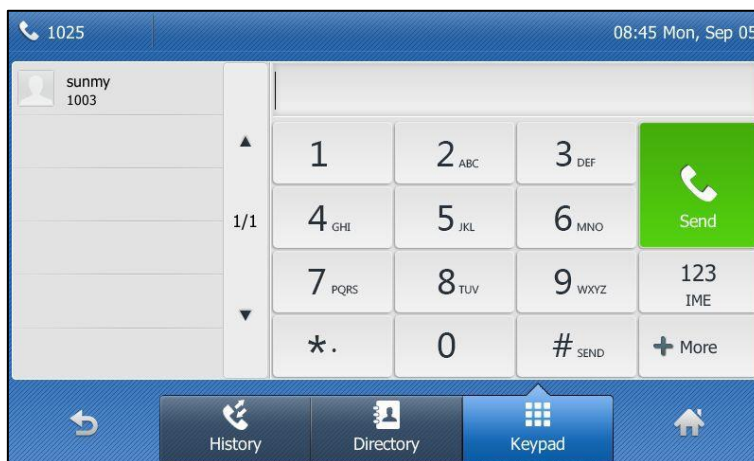 1025
08:45 Mon, Sep 05
sunmy
1003
1/1
1
2 ABC
3 DEF
Send
4 GHI
5 JKL
6 MNO
7 PQRS
8 TUV
9 WXYZ
123
IME
*.
0
# SEND
+ More
History
Directory
Keypad